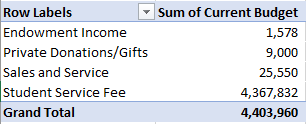 Row Labels Sum of Current Budget
Endowment Income 1,578
Private Donations/Gifts 9,000
Sales and Service 25,550
Student Service Fee 4,367,832
Grand Total 4,403,960